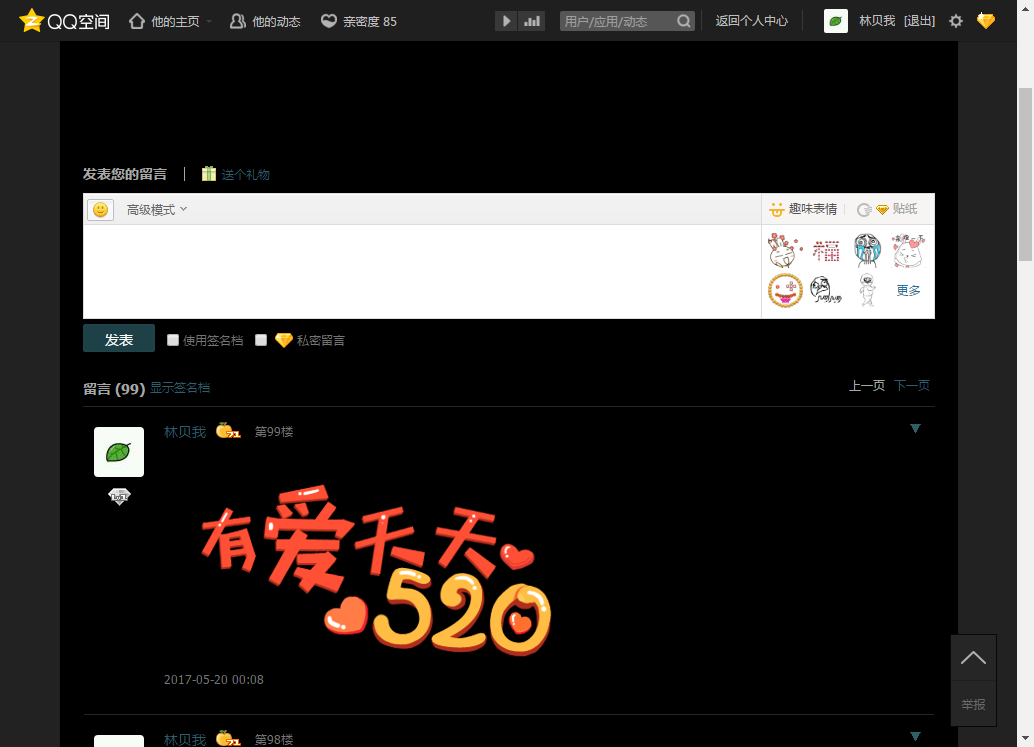 QQ空间 他的主页 他的动态 亲密度 85 用户/应用/动态 返回个人中心 林贝我 [退出]
发表您的留言 | 送个礼物
高级模式 趣味表情 贴纸
福
更多
发表 使用签名档 私密留言
留言 (99) 显示签名档 上一页 下一页
林贝我 71 第99楼
有爱天天
520
2017-05-20 00:08
举报
林贝我 71 第98楼